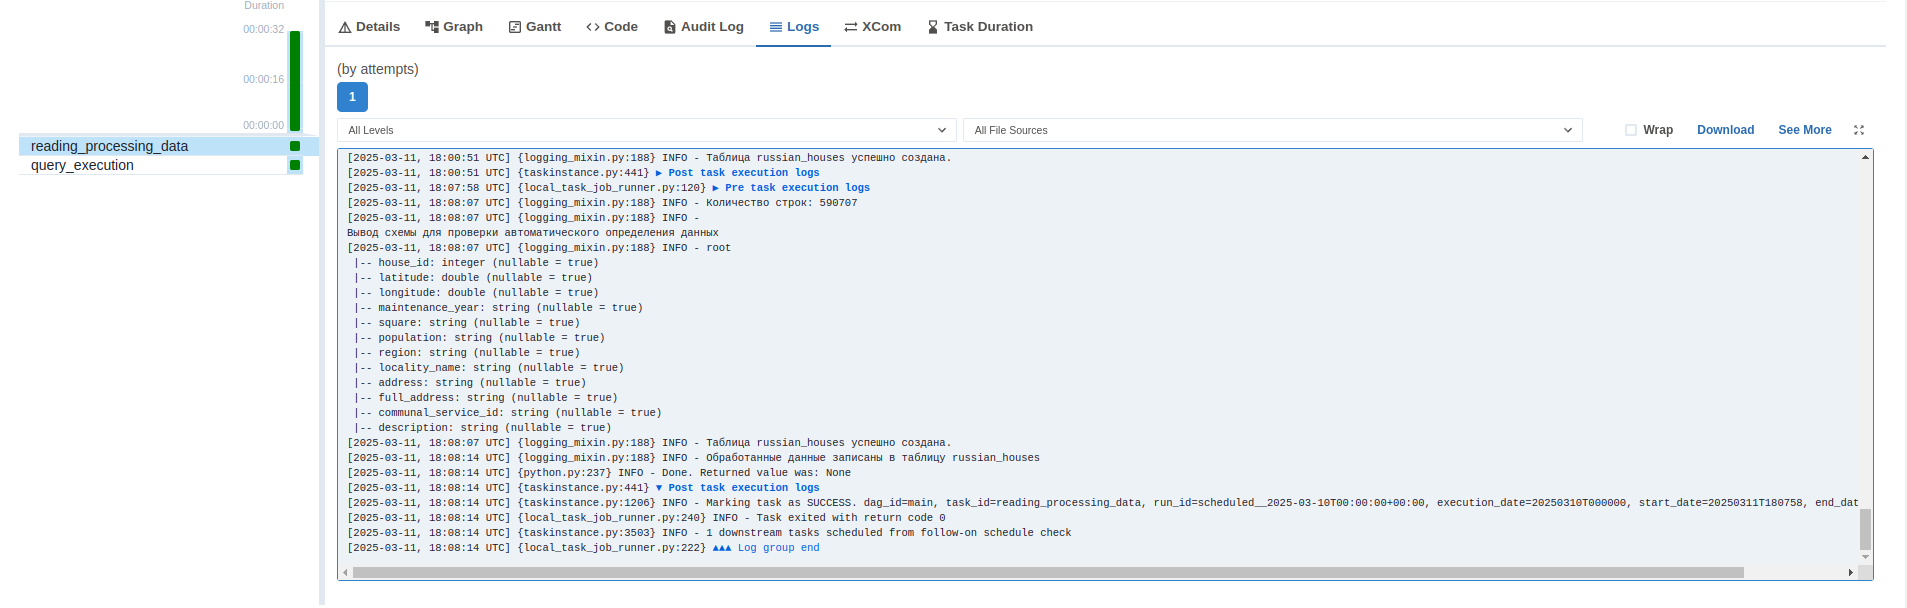 Duration
00:00:32
00:00:16
00:00:00
reading_processing_data
query_execution
Details Graph Gantt Code Audit Log Logs XCom Task Duration
(by attempts)
1
All Levels All File Sources Wrap Download See More
[2025-03-11, 18:00:51 UTC] {logging_mixin.py:188} INFO - Таблица russian_houses успешно создана.
[2025-03-11, 18:00:51 UTC] {taskinstance.py:441} ▶ Post task execution logs
[2025-03-11, 18:07:58 UTC] {local_task_job_runner.py:120} ▶ Pre task execution logs
[2025-03-11, 18:08:07 UTC] {logging_mixin.py:188} INFO - Количество строк: 590707
[2025-03-11, 18:08:07 UTC] {logging_mixin.py:188} INFO -
Вывод схемы для проверки автоматического определения данных
[2025-03-11, 18:08:07 UTC] {logging_mixin.py:188} INFO - root
|-- house_id: integer (nullable = true)
|-- latitude: double (nullable = true)
|-- longitude: double (nullable = true)
|-- maintenance_year: string (nullable = true)
|-- square: string (nullable = true)
|-- population: string (nullable = true)
|-- region: string (nullable = true)
|-- locality_name: string (nullable = true)
|-- address: string (nullable = true)
|-- full_address: string (nullable = true)
|-- communal_service_id: string (nullable = true)
|-- description: string (nullable = true)
[2025-03-11, 18:08:07 UTC] {logging_mixin.py:188} INFO - Таблица russian_houses успешно создана.
[2025-03-11, 18:08:14 UTC] {logging_mixin.py:188} INFO - Обработанные данные записаны в таблицу russian_houses
[2025-03-11, 18:08:14 UTC] {python.py:237} INFO - Done. Returned value was: None
[2025-03-11, 18:08:14 UTC] {taskinstance.py:441} ▼ Post task execution logs
[2025-03-11, 18:08:14 UTC] {taskinstance.py:1206} INFO - Marking task as SUCCESS. dag_id=main, task_id=reading_processing_data, run_id=scheduled__2025-03-10T00:00:00+00:00, execution_date=20250310T000000, start_date=20250311T180758, end_dat
[2025-03-11, 18:08:14 UTC] {local_task_job_runner.py:240} INFO - Task exited with return code 0
[2025-03-11, 18:08:14 UTC] {taskinstance.py:3503} INFO - 1 downstream tasks scheduled from follow-on schedule check
[2025-03-11, 18:08:14 UTC] {local_task_job_runner.py:222} ▲▲▲ Log group end